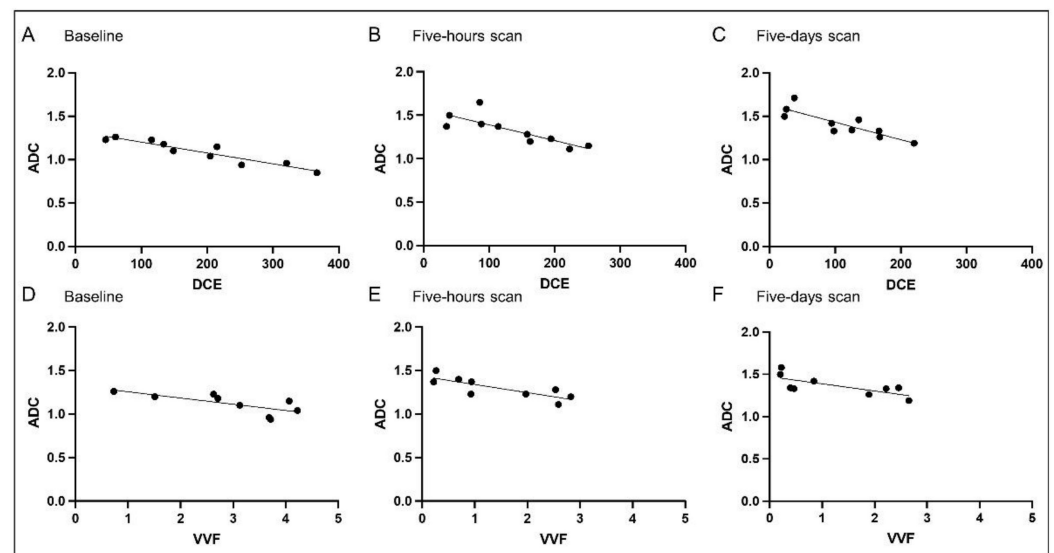 A Baseline
B Five-hours scan
C Five-days scan
2.0
1.5
1.0
0.5
0.0
ADC
0 100 200 300 400
DCE
2.0
1.5
1.0
0.5
0.0
ADC
0 100 200 300 400
DCE
2.0
1.5
1.0
0.5
0.0
ADC
0 100 200 300 400
DCE
D Baseline
E Five-hours scan
F Five-days scan
2.0
1.5
1.0
0.5
0.0
ADC
0 1 2 3 4 5
VVF
2.0
1.5
1.0
0.5
0.0
ADC
0 1 2 3 4 5
VVF
2.0
1.5
1.0
0.5
0.0
ADC
0 1 2 3 4 5
VVF